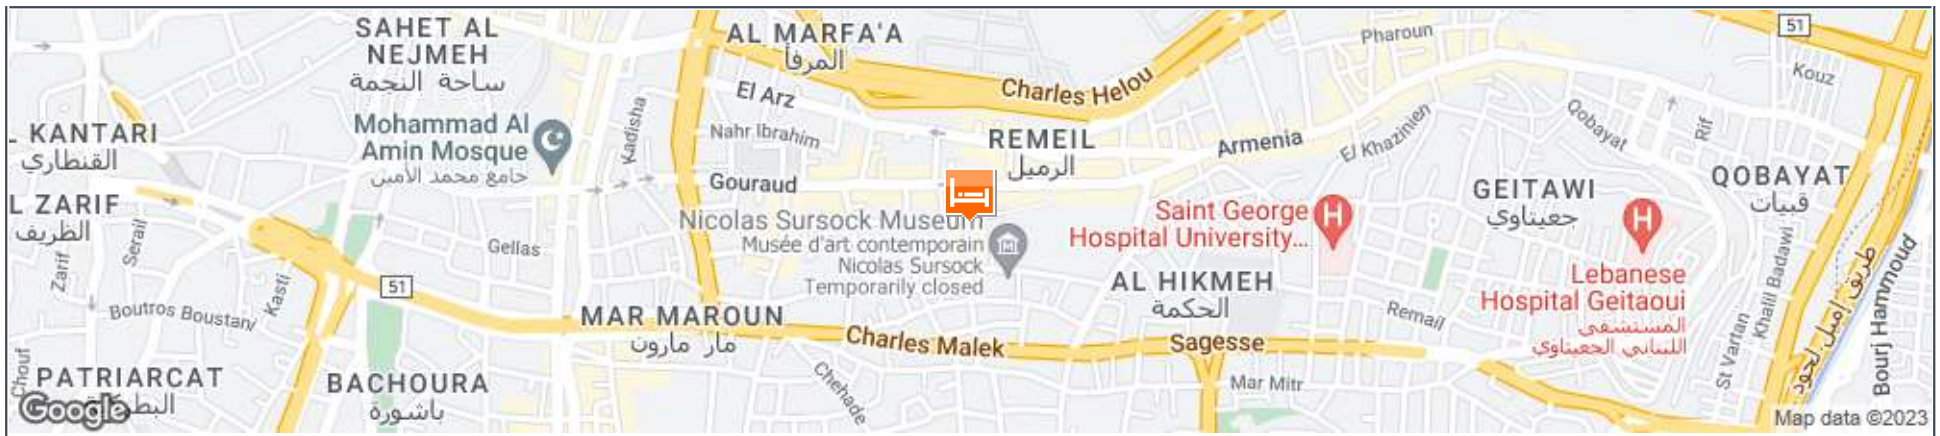 SAHET AL
NEJMEH
ساحة النجمة
AL MARFA'A
المرفأ
Charles Helou
Pharoun
51
Kouz
El Arz
Nahr Ibrahim
Kadisha
Mohammad Al
Amin Mosque
جامع محمد الأمين
L KANTARI
القنطاري
REMEIL
الرميل
Armenia
El Khazinien
Qobayat
Rif
QOBAYAT
قبيات
GEITAWI
جعيتاوي
Gouraud
L ZARIF
الظريف
Zarif
Serail
Kasti
Gellas
Nicolas Sursock Museum
Musée d'art contemporain
Nicolas Sursock
Temporarily closed
Saint George
Hospital University...
AL HIKMEH
الحكمة
Lebanese
Hospital Geitaoui
المستشفى
اللبناني الجعيتاوي
Khalil Badawi
St Vartan
طريق إميل لحود
Bourj Hammoud
51
Boutros Boustani
MAR MAROUN
مار مارون
Charles Malek
Sagesse
Remail
Mar Mitr
Chehade
Chouf
PATRIARCAT
البطركية
BACHOURA
باشورة
Google
Map data ©2023